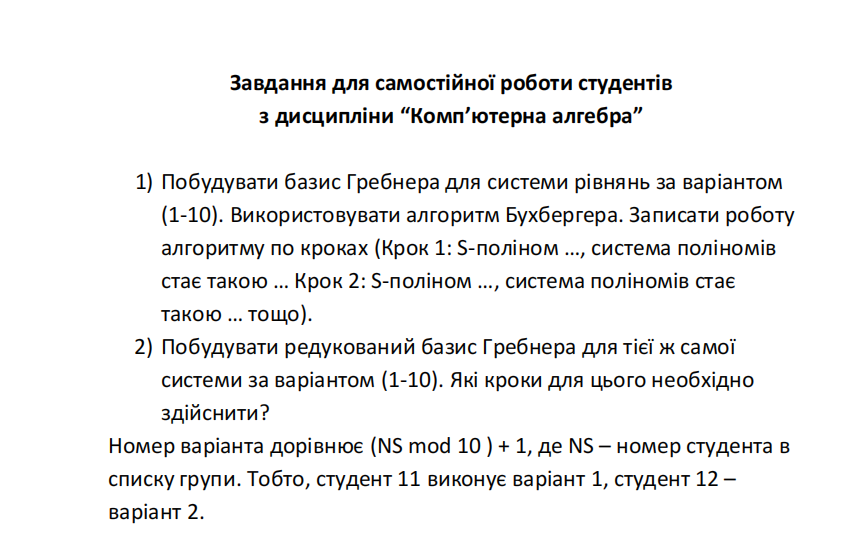 Завдання для самостійної роботи студентів
з дисципліни “Комп’ютерна алгебра”
1) Побудувати базис Гребнера для системи рівнянь за варіантом
(1-10). Використовувати алгоритм Бухбергера. Записати роботу
алгоритму по кроках (Крок 1: S-поліном ..., система поліномів
стає такою ... Крок 2: S-поліном ..., система поліномів стає
такою ... тощо).
2) Побудувати редукований базис Гребнера для тієї ж самої
системи за варіантом (1-10). Які кроки для цього необхідно
здійснити?
Номер варіанта дорівнює (NS mod 10 ) + 1, де NS – номер студента в
списку групи. Тобто, студент 11 виконує варіант 1, студент 12 –
варіант 2.